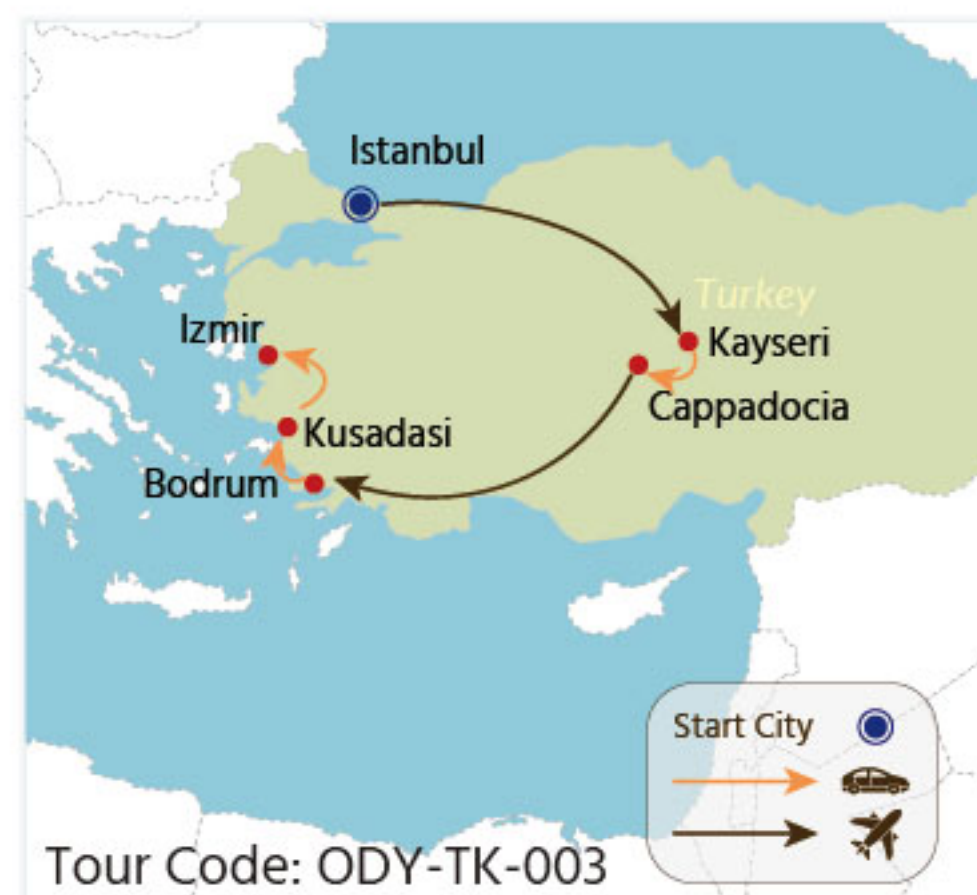 Istanbul
Turkey
Izmir
Kayseri
Cappadocia
Kusadasi
Bodrum
Start City
Tour Code: ODY-TK-003